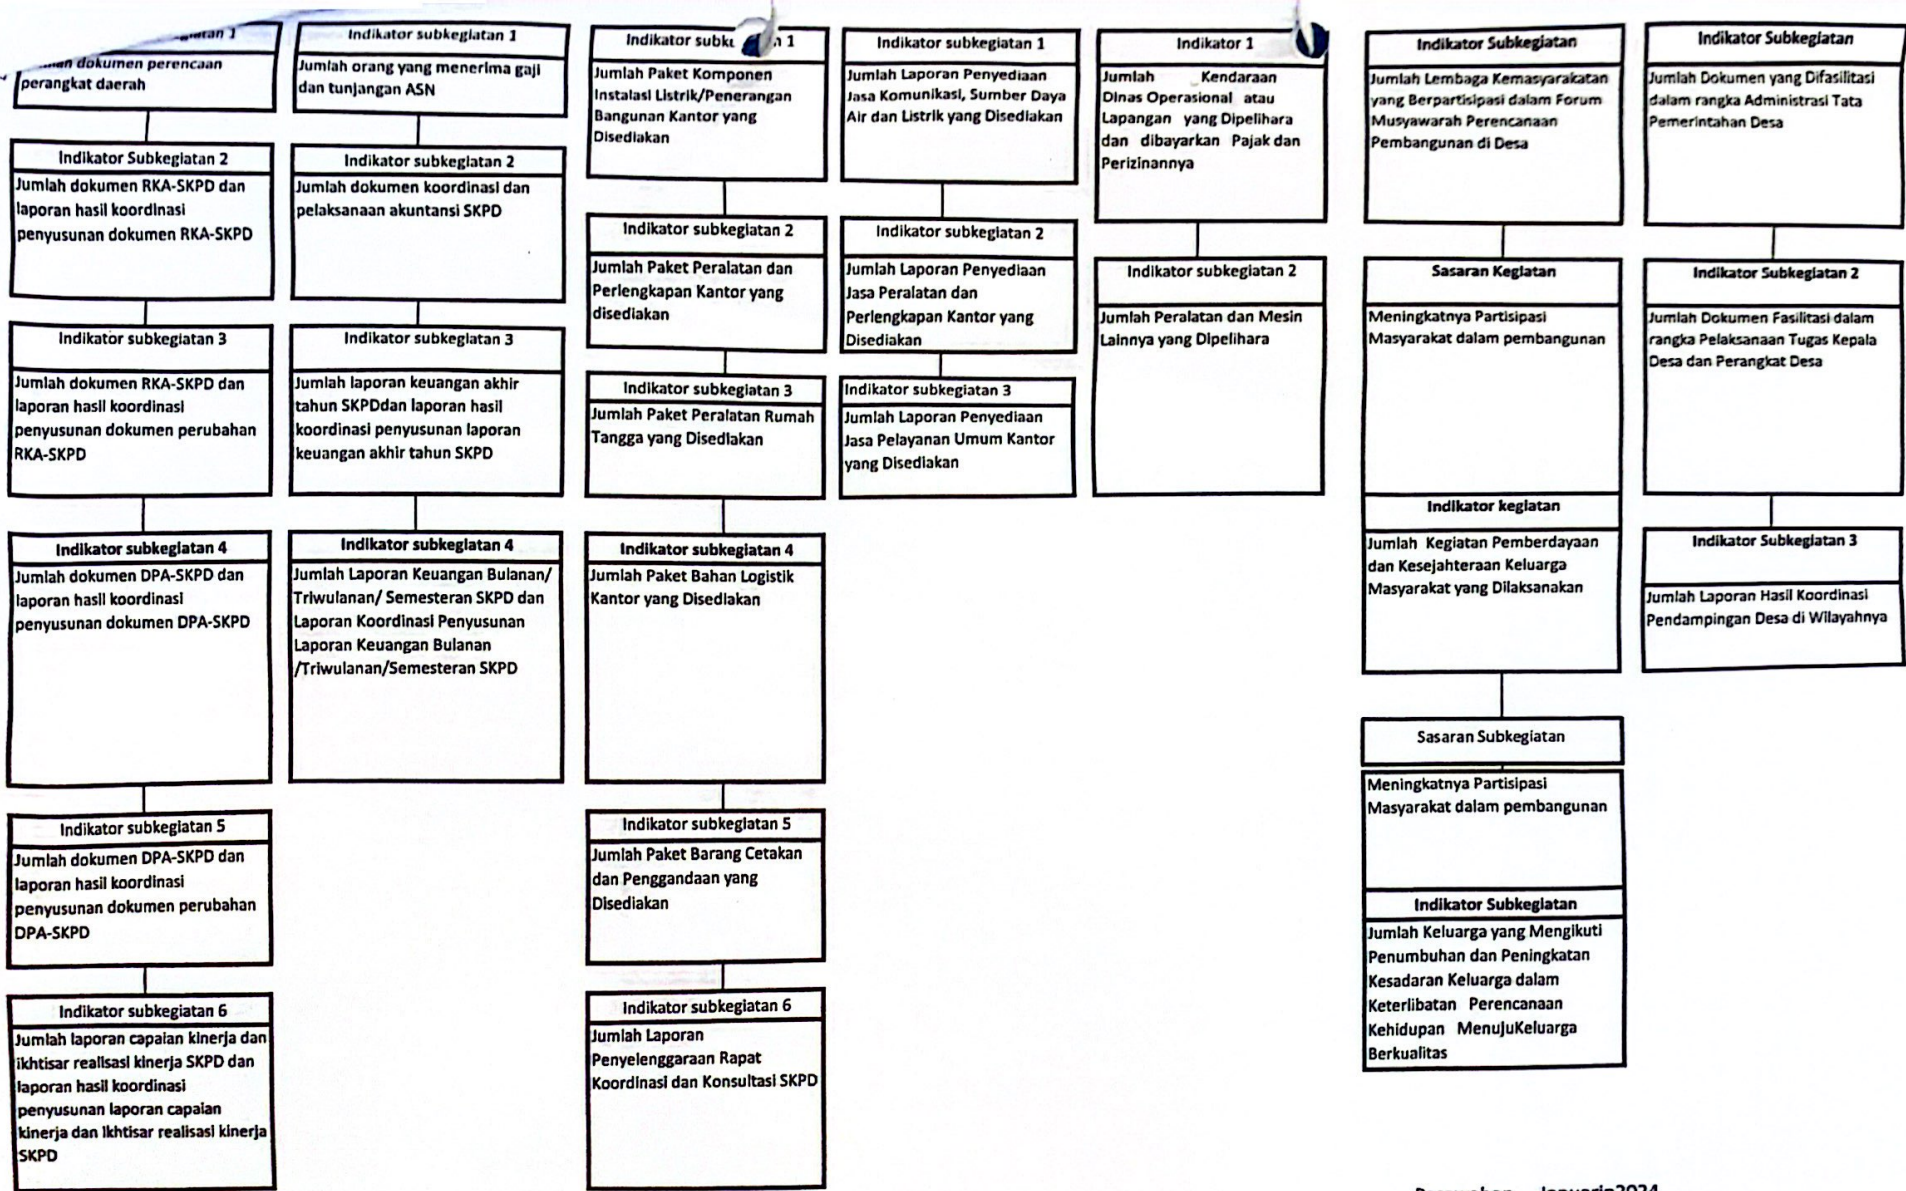 dokumen perencaan
perangkat daerah
Indikator Subkegiatan 2
Jumlah dokumen RKA-SKPD dan
laporan hasil koordinasi
penyusunan dokumen RKA-SKPD
Indikator subkegiatan 3
Jumlah dokumen RKA-SKPD dan
laporan hasil koordinasi
penyusunan dokumen perubahan
RKA-SKPD
Indikator subkegiatan 4
Jumlah dokumen DPA-SKPD dan
laporan hasil koordinasi
penyusunan dokumen DPA-SKPD
Indikator subkegiatan 5
Jumlah dokumen DPA-SKPD dan
laporan hasil koordinasi
penyusunan dokumen perubahan
DPA-SKPD
Indikator subkegiatan 6
Jumlah laporan capaian kinerja dan
ikhtisar realisasi kinerja SKPD dan
laporan hasil koordinasi
penyusunan laporan capaian
kinerja dan ikhtisar realisasi kinerja
SKPD
Indikator subkegiatan 1
Jumlah orang yang menerima gaji
dan tunjangan ASN
Indikator subkegiatan 2
Jumlah dokumen koordinasi dan
pelaksanaan akuntansi SKPD
Indikator subkegiatan 3
Jumlah laporan keuangan akhir
tahun SKPDdan laporan hasil
koordinasi penyusunan laporan
keuangan akhir tahun SKPD
Indikator subkegiatan 4
Jumlah Laporan Keuangan Bulanan/
Triwulanan/ Semesteran SKPD dan
Laporan Koordinasi Penyusunan
Laporan Keuangan Bulanan
/Triwulanan/Semesteran SKPD
Indikator 1
Jumlah Paket Komponen
Instalasi Listrik/Penerangan
Bangunan Kantor yang
Disediakan
Indikator subkegiatan 2
Jumlah Paket Peralatan dan
Perlengkapan Kantor yang
disediakan
Indikator subkegiatan 3
Jumlah Paket Peralatan Rumah
Tangga yang Disediakan
Indikator subkegiatan 4
Jumlah Paket Bahan Logistik
Kantor yang Disediakan
Indikator subkegiatan 5
Jumlah Paket Barang Cetakan
dan Penggandaan yang
Disediakan
Indikator subkegiatan 6
Jumlah Laporan
Penyelenggaraan Rapat
Koordinasi dan Konsultasi SKPD
Indikator subkegiatan 1
Jumlah Laporan Penyediaan
Jasa Komunikasi, Sumber Daya
Air dan Listrik yang Disediakan
Indikator subkegiatan 2
Jumlah Laporan Penyediaan
Jasa Peralatan dan
Perlengkapan Kantor yang
Disediakan
Indikator subkegiatan 3
Jumlah Laporan Penyediaan
Jasa Pelayanan Umum Kantor
yang Disediakan
Indikator 1
Jumlah Kendaraan
Dinas Operasional atau
Lapangan yang Dipelihara
dan dibayarkan Pajak dan
Perizinannya
Indikator subkegiatan 2
Jumlah Peralatan dan Mesin
Lainnya yang Dipelihara
Indikator Subkegiatan
Jumlah Lembaga Kemasyarakatan
yang Berpartisipasi dalam Forum
Musyawarah Perencanaan
Pembangunan di Desa
Sasaran Kegiatan
Meningkatnya Partisipasi
Masyarakat dalam pembangunan
Indikator kegiatan
Jumlah Kegiatan Pemberdayaan
dan Kesejahteraan Keluarga
Masyarakat yang Dilaksanakan
Sasaran Subkegiatan
Meningkatnya Partisipasi
Masyarakat dalam pembangunan
Indikator Subkegiatan
Jumlah Keluarga yang Mengikuti
Penumbuhan dan Peningkatan
Kesadaran Keluarga dalam
Keterlibatan Perencanaan
Kehidupan MenujuKeluarga
Berkualitas
Indikator Subkegiatan
Jumlah Dokumen yang Difasilitasi
dalam rangka Administrasi Tata
Pemerintahan Desa
Indikator Subkegiatan 2
Jumlah Dokumen Fasilitasi dalam
rangka Pelaksanaan Tugas Kepala
Desa dan Perangkat Desa
Indikator Subkegiatan 3
Jumlah Laporan Hasil Koordinasi
Pendampingan Desa di Wilayahnya